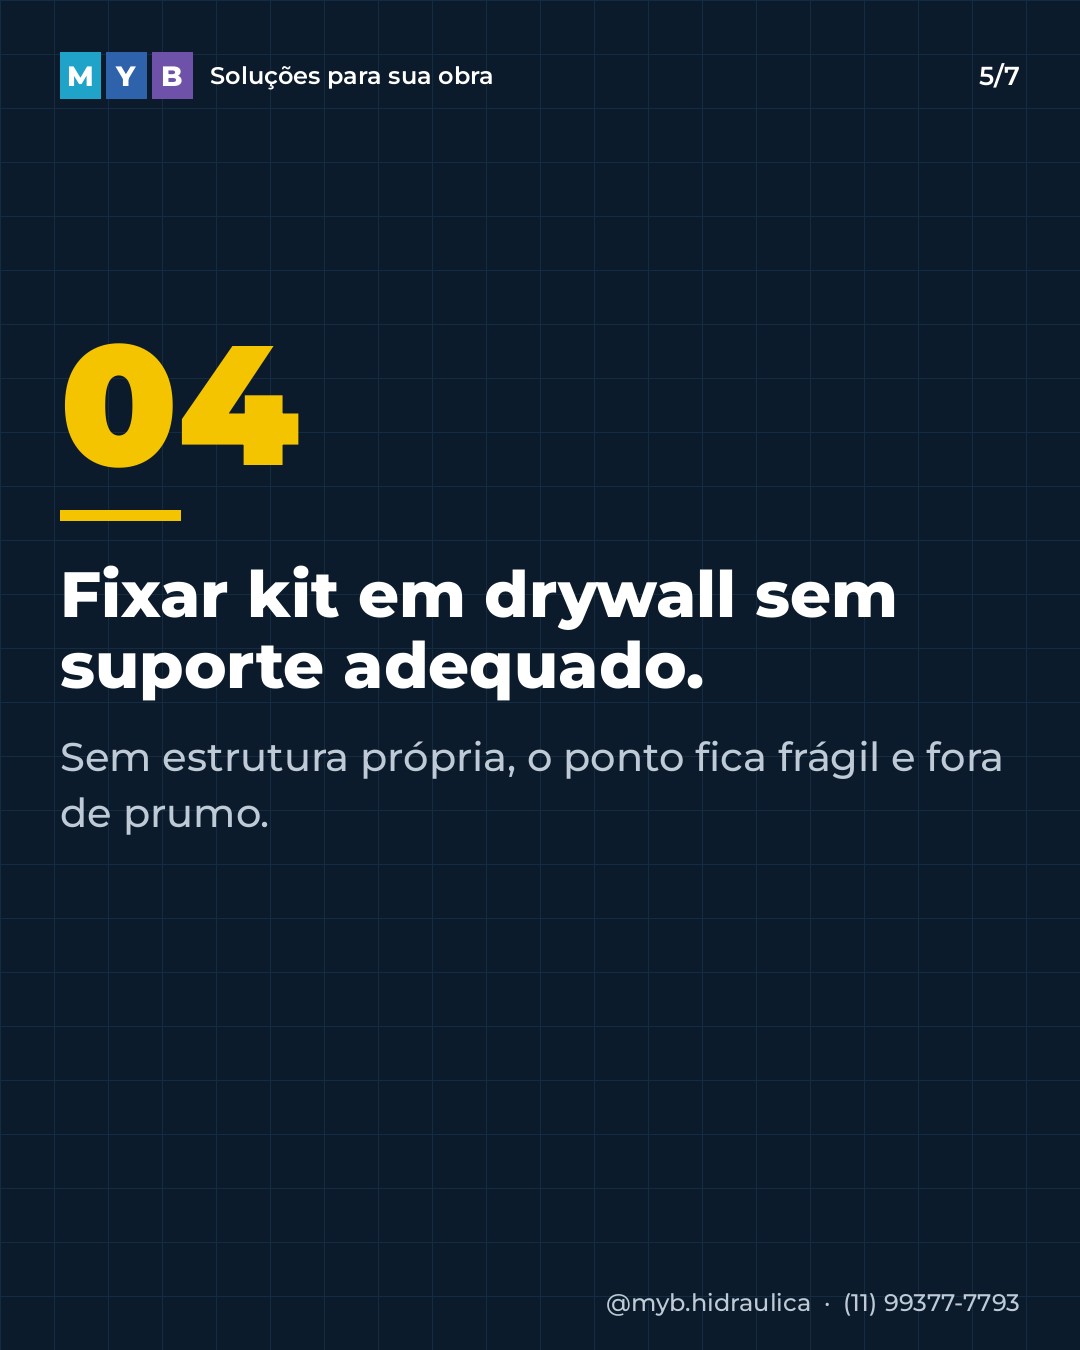 MYB Soluções para sua obra 5/7
04
Fixar kit em drywall sem
suporte adequado.
Sem estrutura própria, o ponto fica frágil e fora
de prumo.
@myb.hidraulica · (11) 99377-7793